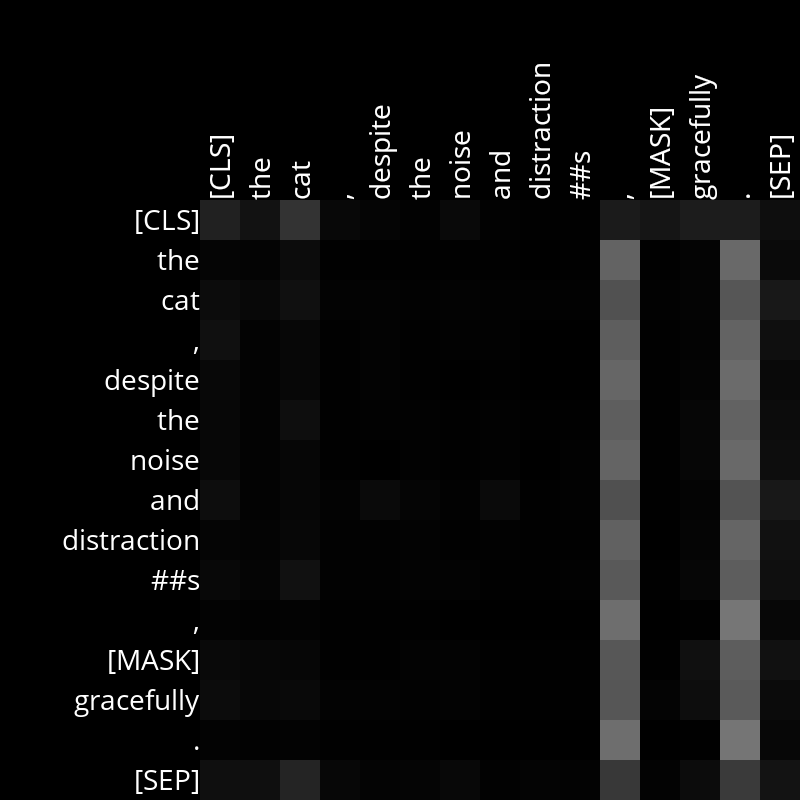 [CLS] the cat , despite the noise and distraction ##s , [MASK] gracefully . [SEP]
[CLS]
the
cat
,
despite
the
noise
and
distraction
##s
,
[MASK]
gracefully
.
[SEP]